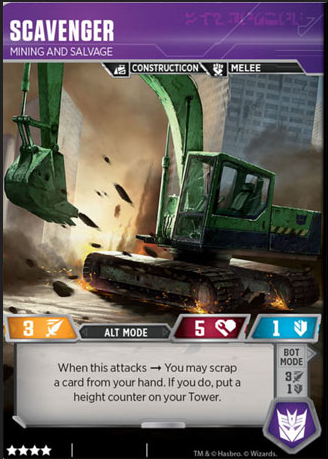 SCAVENGER
MINING AND SALVAGE
CONSTRUCTICON MELEE
3 ALT MODE 5 1
When this attacks → You may scrap
a card from your hand. If you do, put a
height counter on your Tower.
BOT
MODE
3
1
TM & © Hasbro. © Wizards.